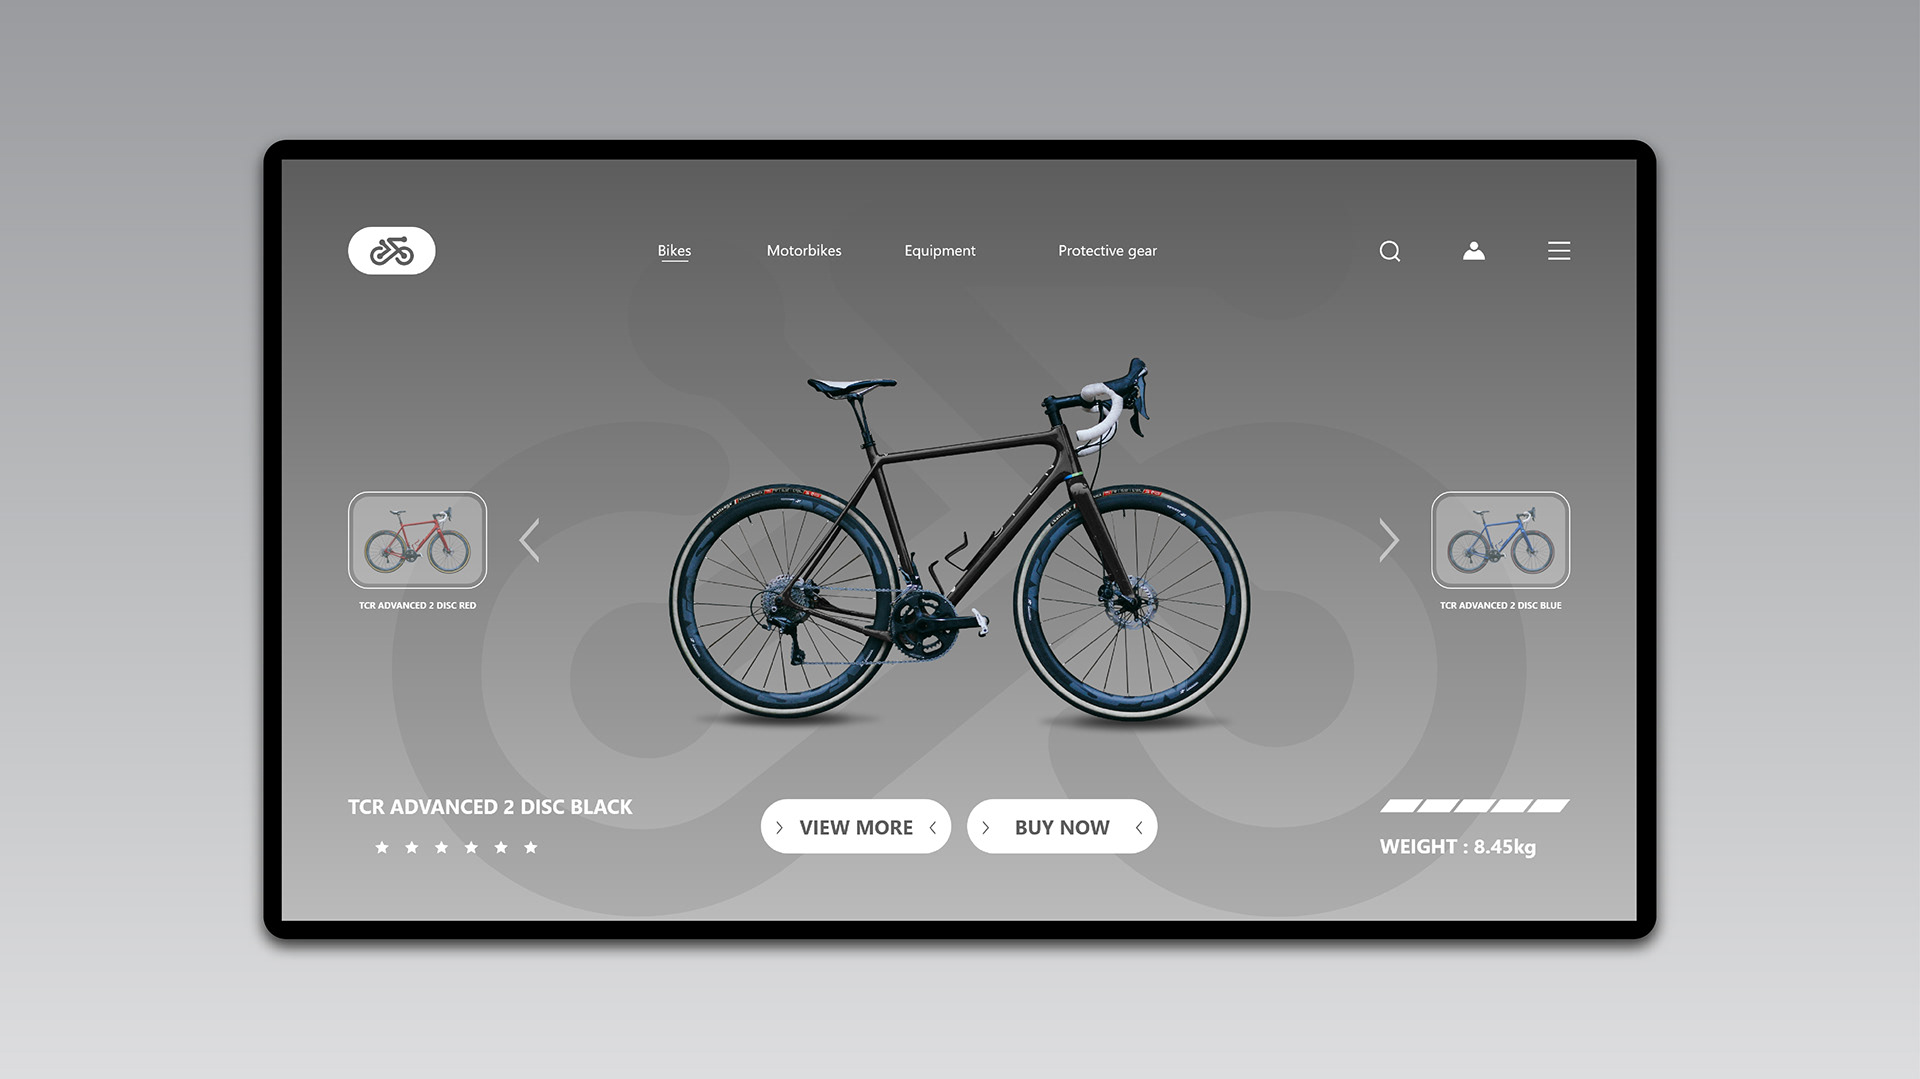 Bikes
Motorbikes
Equipment
Protective gear
TCR ADVANCED 2 DISC RED
TCR ADVANCED 2 DISC BLUE
TCR ADVANCED 2 DISC BLACK
VIEW MORE
BUY NOW
WEIGHT : 8.45kg